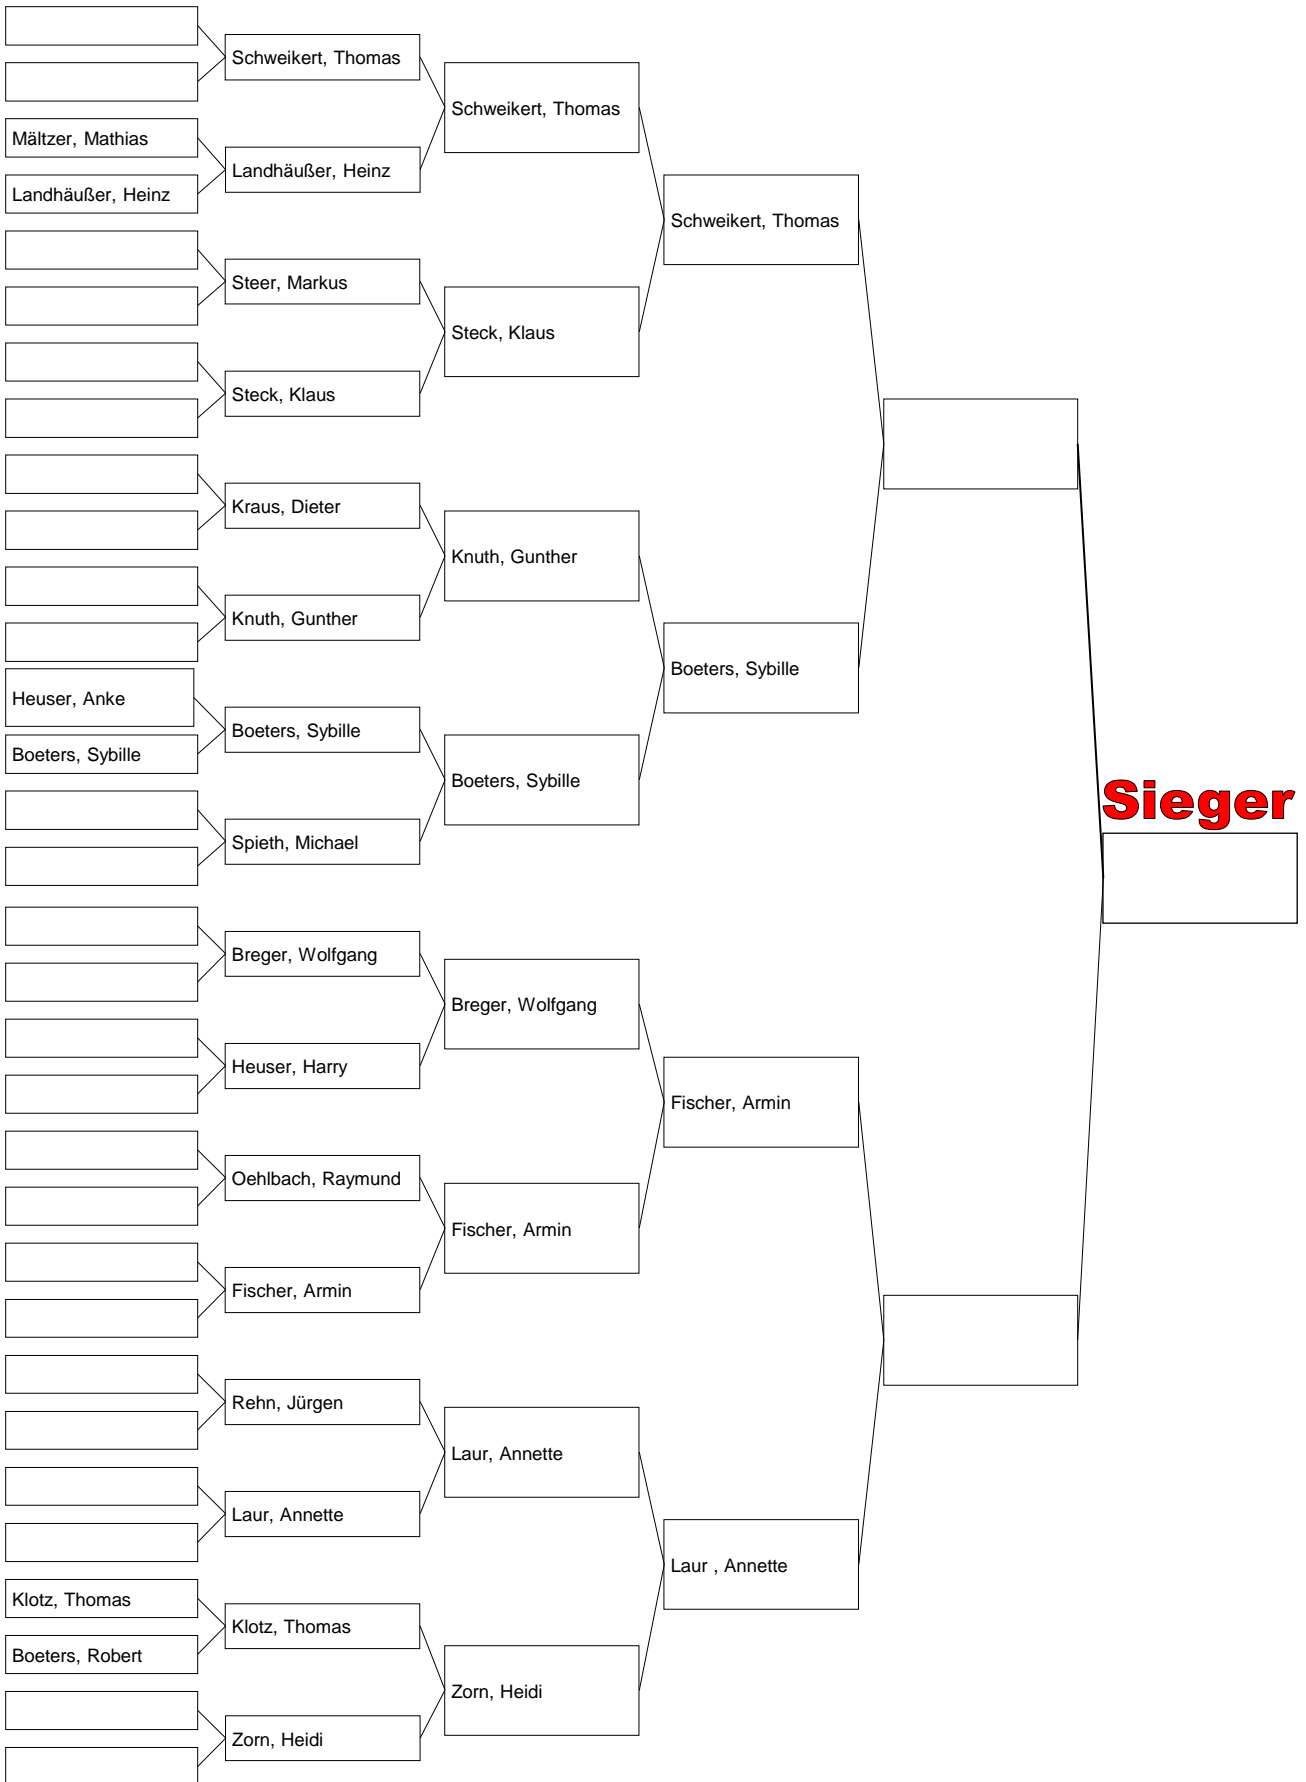 Schweikert, Thomas
Schweikert, Thomas
Mältzer, Mathias
Landhäußer, Heinz
Landhäußer, Heinz
Schweikert, Thomas
Steer, Markus
Steck, Klaus
Steck, Klaus
Kraus, Dieter
Knuth, Gunther
Knuth, Gunther
Boeters, Sybille
Heuser, Anke
Boeters, Sybille
Boeters, Sybille
Boeters, Sybille
Sieger
Spieth, Michael
Breger, Wolfgang
Breger, Wolfgang
Heuser, Harry
Fischer, Armin
Oehlbach, Raymund
Fischer, Armin
Fischer, Armin
Rehn, Jürgen
Laur, Annette
Laur, Annette
Laur , Annette
Klotz, Thomas
Klotz, Thomas
Boeters, Robert
Zorn, Heidi
Zorn, Heidi